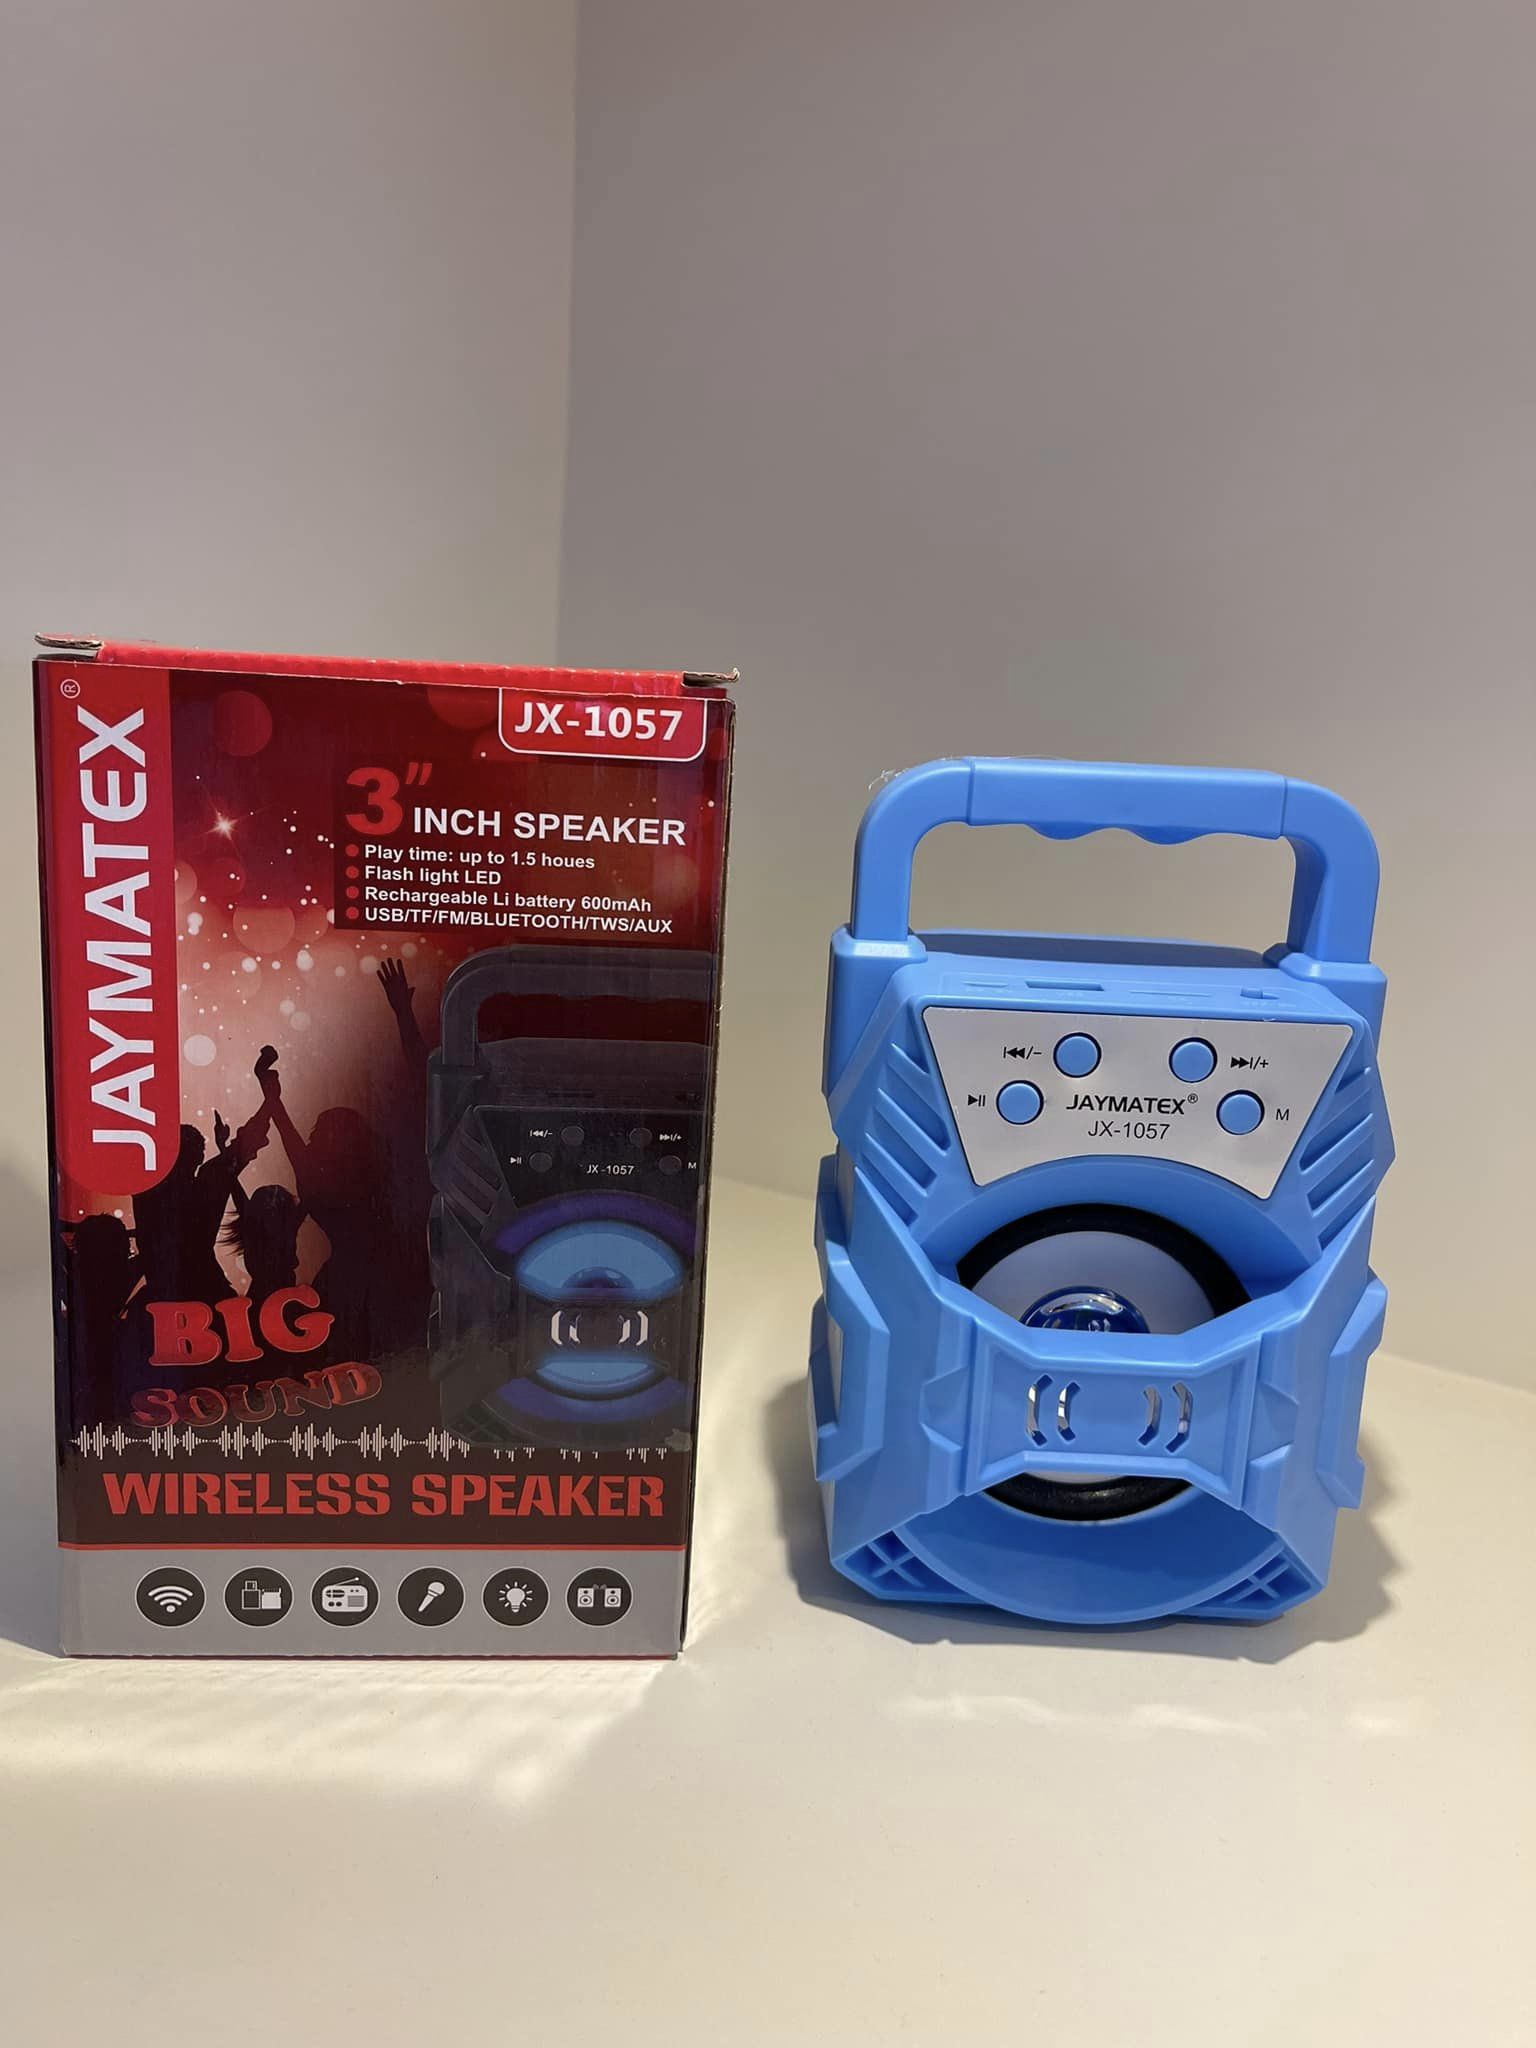 JAYMATEX®
JX-1057
3" INCH SPEAKER
Play time: up to 1.5 houes
Flash light LED
Rechargeable Li battery 600mAh
USB/TF/FM/BLUETOOTH/TWS/AUX
JX-1057
M
BIG
SOUND
WIRELESS SPEAKER
JAYMATEX®
M
JX-1057